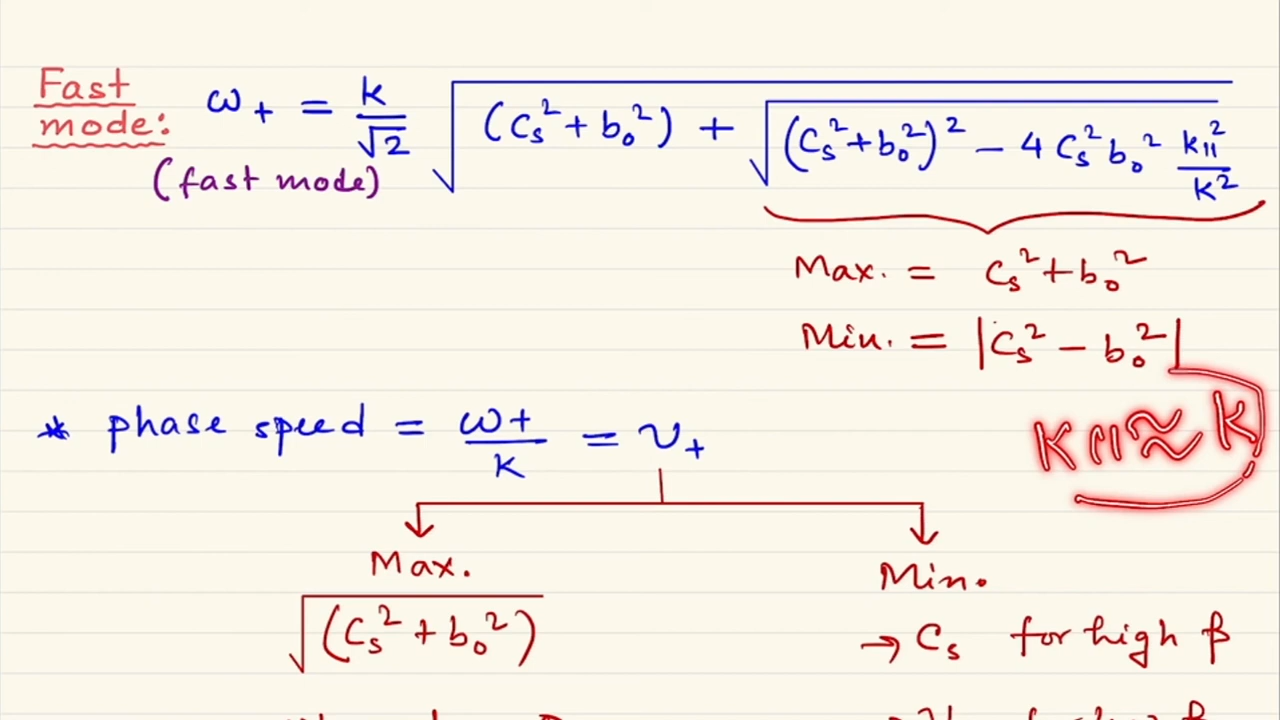 Fast mode: ω₊ = k/√2 √((Cₛ² + b₀²) + √((Cₛ² + b₀²)² − 4 Cₛ² b₀² k∥²/k²))
(fast mode)
Max. = Cₛ² + b₀²
Min. = |Cₛ² − b₀²|
K∥ ≈ K
* phase speed = ω₊/k = v₊
Max.
Min.
√(Cₛ² + b₀²)
→ Cₛ for high β